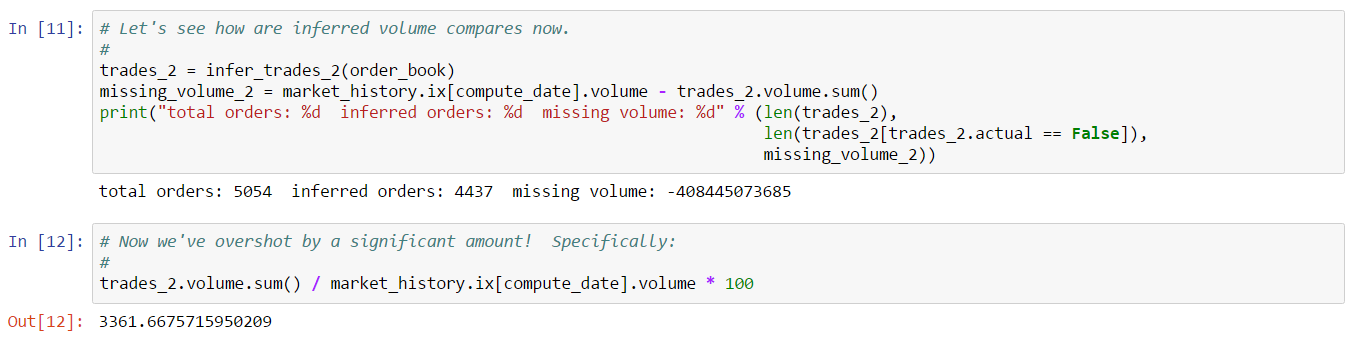 In [11]: # Let's see how are inferred volume compares now.
#
trades_2 = infer_trades_2(order_book)
missing_volume_2 = market_history.ix[compute_date].volume - trades_2.volume.sum()
print("total orders: %d  inferred orders: %d  missing volume: %d" % (len(trades_2),
len(trades_2[trades_2.actual == False]),
missing_volume_2))
total orders: 5054  inferred orders: 4437  missing volume: -408445073685
In [12]: # Now we've overshot by a significant amount!  Specifically:
#
trades_2.volume.sum() / market_history.ix[compute_date].volume * 100
Out[12]: 3361.6675715950209